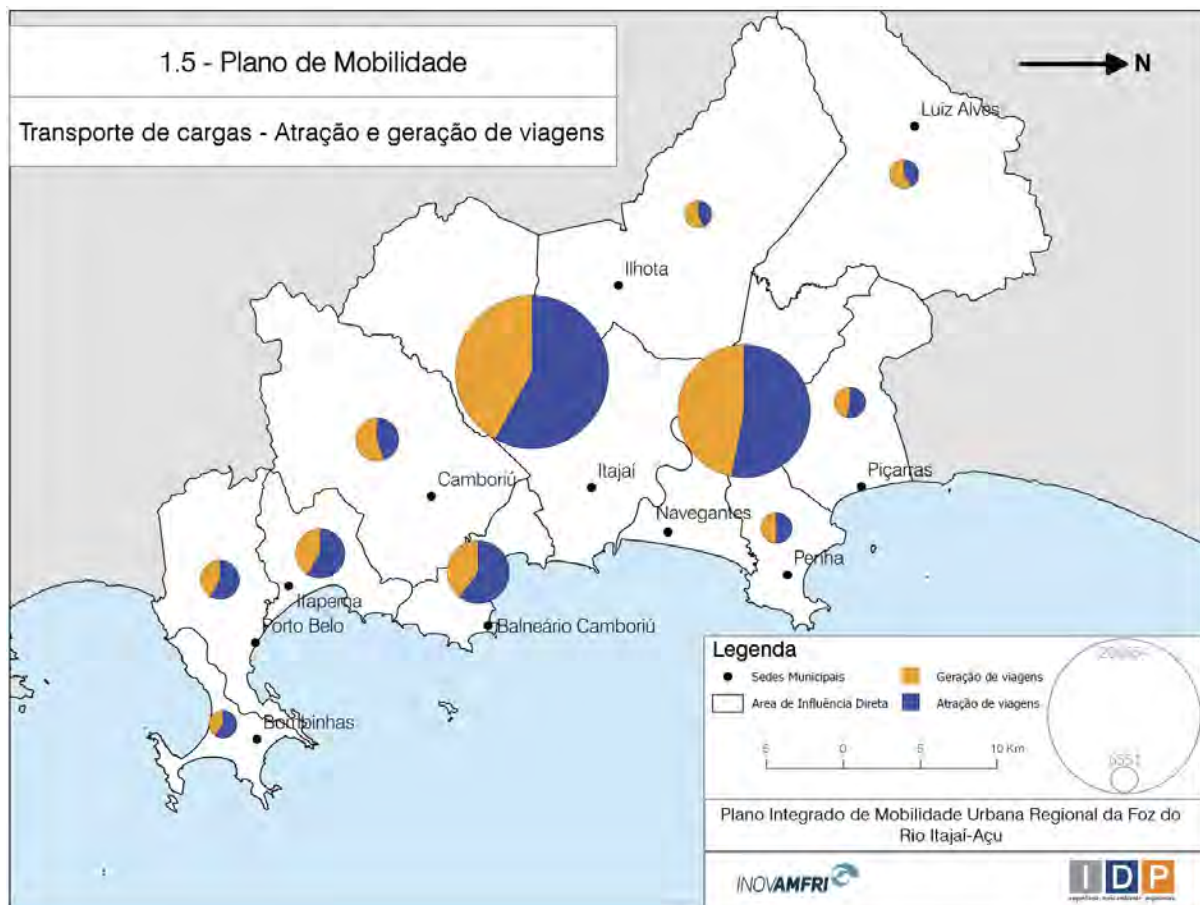 1.5 - Plano de Mobilidade
Transporte de cargas - Atração e geração de viagens
N
Luiz Alves
Ilhota
Camboriú
Itajaí
Piçarras
Navegantes
Penha
Itapema
Porto Belo
Balneário Camboriú
Bombinhas
Legenda
Sedes Municipais
Geração de viagens
Area de Influência Direta
Atração de viagens
5 0 5 10 Km
Plano Integrado de Mobilidade Urbana Regional da Foz do
Rio Itajaí-Açu
INOVAMFRI
IDP